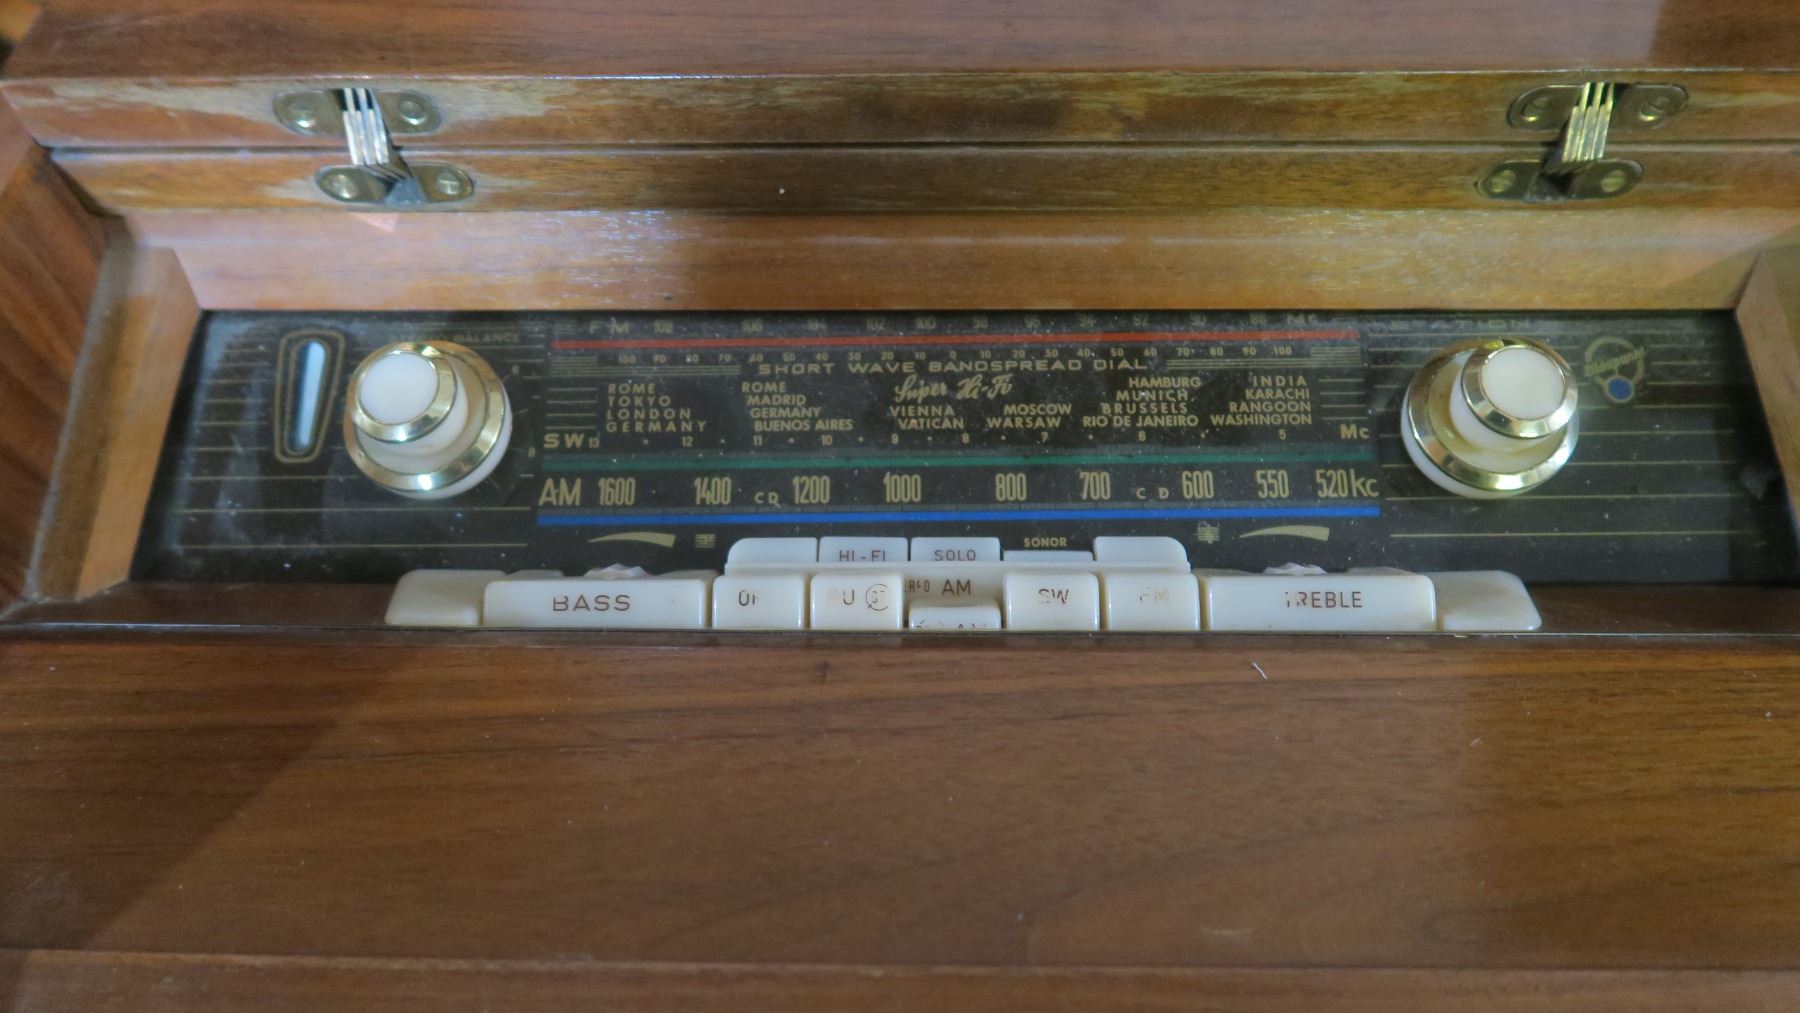 BALANCE
FM 108 106 104 102 100 98 96 94 92 90 88 Mc
100 90 80 70 60 50 40 30 20 10 0 10 20 30 40 50 60 70 80 90 100
SHORT WAVE BANDSPREAD DIAL
Super Hi-Fi
Blaupunkt
ROME ROME HAMBURG INDIA
TOKYO MADRID MUNICH KARACHI
LONDON GERMANY VIENNA MOSCOW BRUSSELS RANGOON
GERMANY BUENOS AIRES VATICAN WARSAW RIO DE JANEIRO WASHINGTON
SW 13 12 11 10 9 8 7 6 5 Mc
AM 1600 1400 CD 1200 1000 800 700 CD 600 550 520 kc
SONOR
HI-FI SOLO
BASS AM SW FM TREBLE